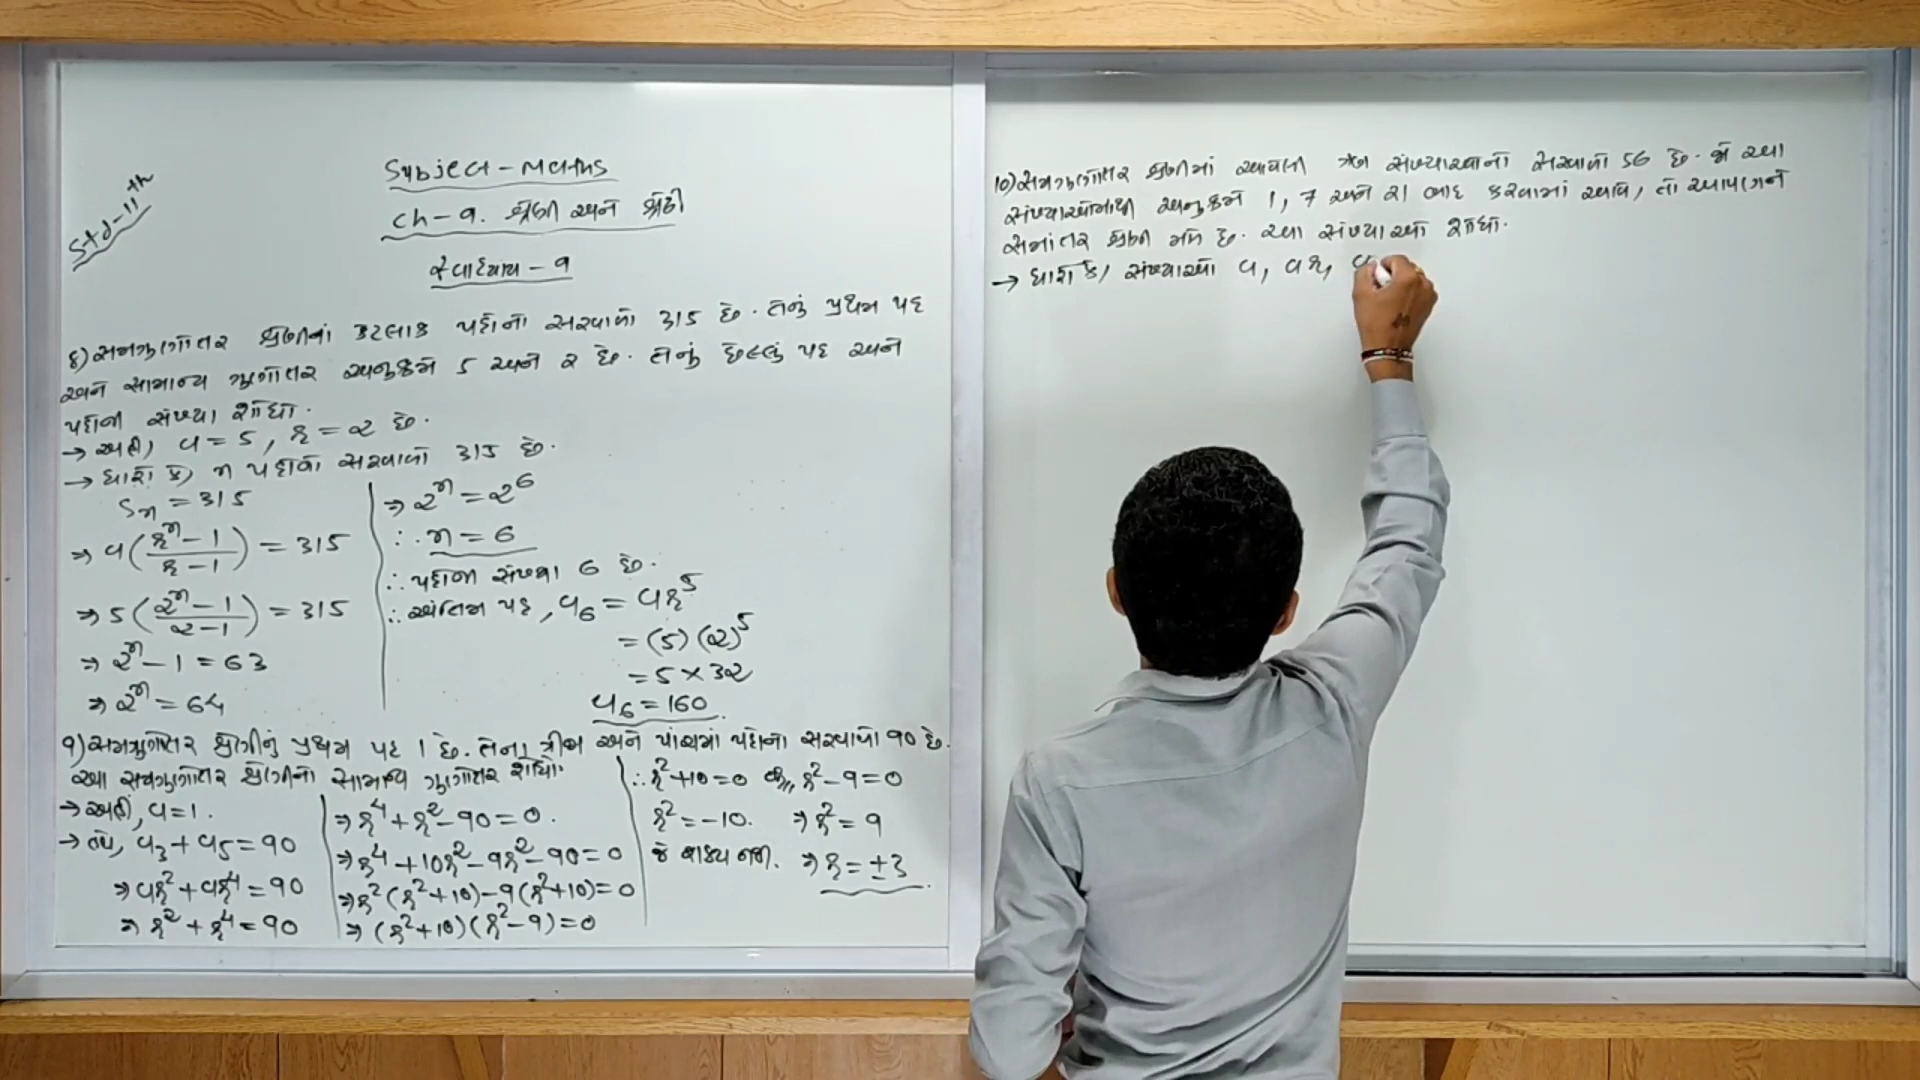 Std-11th
Subject-Maths
Ch-9. શ્રેણી અને શ્રેઢી
સ્વાધ્યાય-9
8) સમગુણોત્તર શ્રેણીનાં કેટલાક પદોનો સરવાળો 315 છે. તેનું પ્રથમ પદ
અને સામાન્ય ગુણોત્તર અનુક્રમે 5 અને 2 છે. તેનું છેલ્લું પદ અને
પદોની સંખ્યા શોધો.
→ અહીં, a = 5, r = 2 છે.
→ ધારો કે, n પદોનો સરવાળો 315 છે.
Sn = 315
⇒ a(rⁿ - 1 / r - 1) = 315
⇒ 5(2ⁿ - 1 / 2 - 1) = 315
⇒ 2ⁿ - 1 = 63
⇒ 2ⁿ = 64
⇒ 2ⁿ = 2⁶
∴ n = 6
∴ પદોની સંખ્યા 6 છે.
∴ અંતિમ પદ, a₆ = ar⁵
= (5) (2)⁵
= 5 × 32
a₆ = 160.
9) સમગુણોત્તર શ્રેણીનું પ્રથમ પદ 1 છે. તેના ત્રીજા અને પાંચમાં પદોનો સરવાળો 90 છે.
આ સમગુણોત્તર શ્રેણીનો સામાન્ય ગુણોત્તર શોધો.
→ અહીં, a = 1.
→ તથા, a₃ + a₅ = 90
⇒ ar² + ar⁴ = 90
⇒ r² + r⁴ = 90
⇒ r⁴ + r² - 90 = 0.
⇒ r⁴ + 10r² - 9r² - 90 = 0
⇒ r²(r² + 10) - 9(r² + 10) = 0
⇒ (r² + 10)(r² - 9) = 0
∴ r² + 10 = 0 અથવા, r² - 9 = 0
r² = -10. ⇒ r² = 9
જે શક્ય નથી. ⇒ r = ±3.
10) સમગુણોત્તર શ્રેણીમાં આવેલી ત્રણ સંખ્યાઓનો સરવાળો 56 છે. જો આ
સંખ્યાઓમાંથી અનુક્રમે 1, 7 અને 21 બાદ કરવામાં આવે, તો આપણને
સમાંતર શ્રેણી મળે છે. આ સંખ્યાઓ શોધો.
→ ધારો કે, સંખ્યાઓ a, ar, a